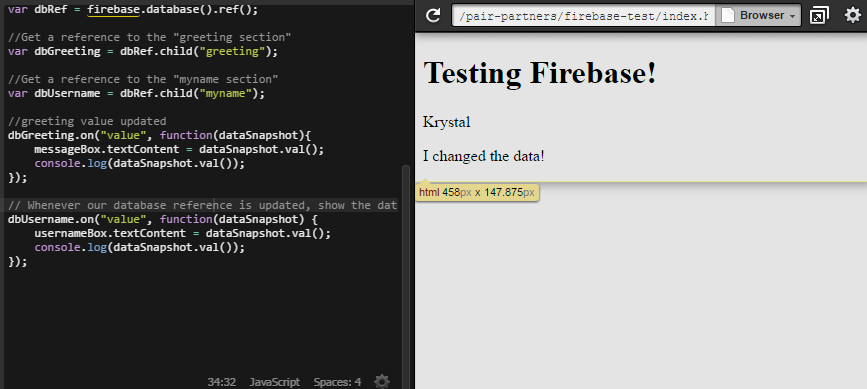 var dbRef = firebase.database().ref();
//Get a reference to the "greeting section"
var dbGreeting = dbRef.child("greeting");
//Get a reference to the "myname section"
var dbUsername = dbRef.child("myname");
//greeting value updated
dbGreeting.on("value", function(dataSnapshot){
    messageBox.textContent = dataSnapshot.val();
    console.log(dataSnapshot.val());
});
// Whenever our database reference is updated, show the dat
dbUsername.on("value", function(dataSnapshot) {
    usernameBox.textContent = dataSnapshot.val();
    console.log(dataSnapshot.val());
});
34:32 JavaScript Spaces: 4
/pair-partners/firebase-test/index.h
Browser
Testing Firebase!
Krystal
I changed the data!
html 458px x 147.875px